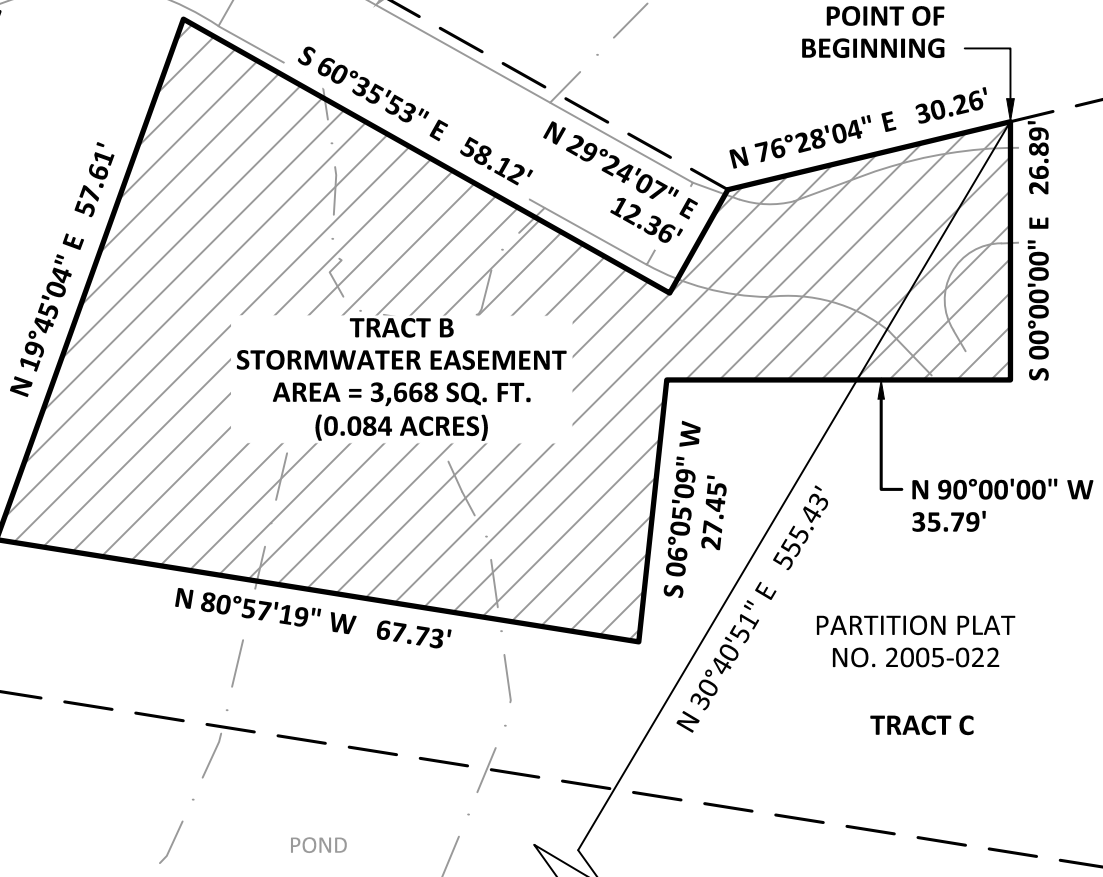 POINT OF
BEGINNING
S 60°35'53" E 58.12'
N 29°24'07" E
12.36'
N 76°28'04" E 30.26'
S 00°00'00" E 26.89'
N 19°45'04" E 57.61'
TRACT B
STORMWATER EASEMENT
AREA = 3,668 SQ. FT.
(0.084 ACRES)
S 06°05'09" W
27.45'
N 90°00'00" W
35.79'
N 80°57'19" W 67.73'
N 30°40'51" E 555.43'
PARTITION PLAT
NO. 2005-022
TRACT C
POND